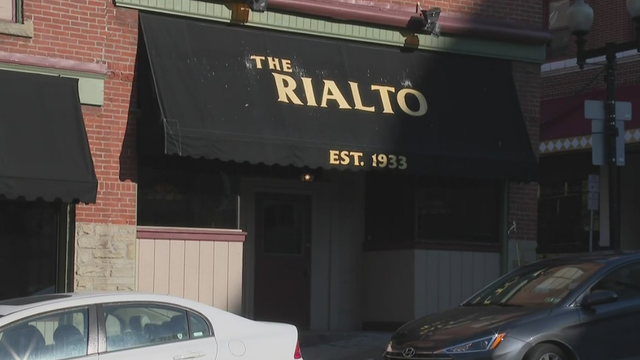 THE
RIALTO
EST. 1933